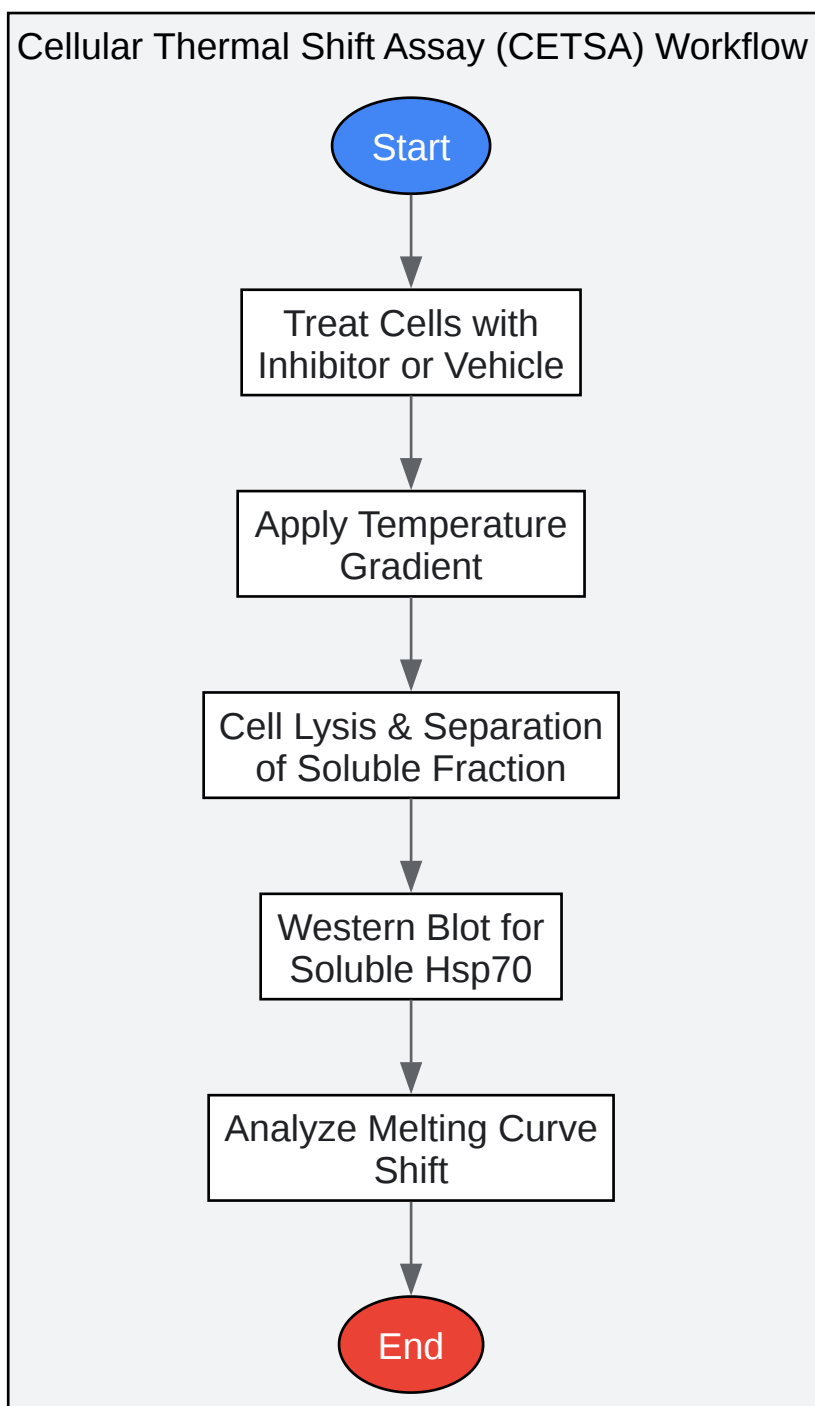 Cellular Thermal Shift Assay (CETSA) Workflow
Start
Treat Cells with
Inhibitor or Vehicle
Apply Temperature
Gradient
Cell Lysis & Separation
of Soluble Fraction
Western Blot for
Soluble Hsp70
Analyze Melting Curve
Shift
End